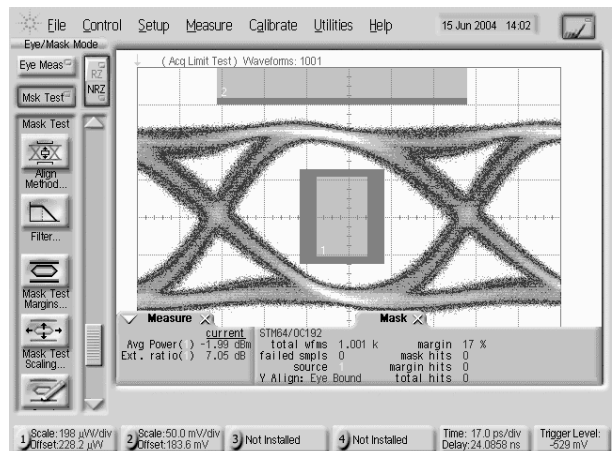 File Control Setup Measure Calibrate Utilities Help 15 Jun 2004 14:02
Eye/Mask Mode
Eye Meas
RZ
NRZ
Msk Test
( Acq Limit Test ) Waveforms: 1001
2
Mask Test
Align Method...
Filter...
1
Mask Test Margins...
Mask Test Scaling...
Measure
current
Avg Power(1) -1.99 dBm
Ext. ratio(1) 7.05 dB
Mask
STM64/OC192
total wfms 1.001 k margin 17 %
failed smpls 0 mask hits 0
source 1 margin hits 0
Y Align: Eye Bound total hits 0
1 Scale:198 µW/div Offset:228.2 µW
2 Scale:50.0 mV/div Offset:183.6 mV
3 Not Installed
4 Not Installed
Time: 17.0 ps/div Delay:24.0858 ns
Trigger Level: -529 mV